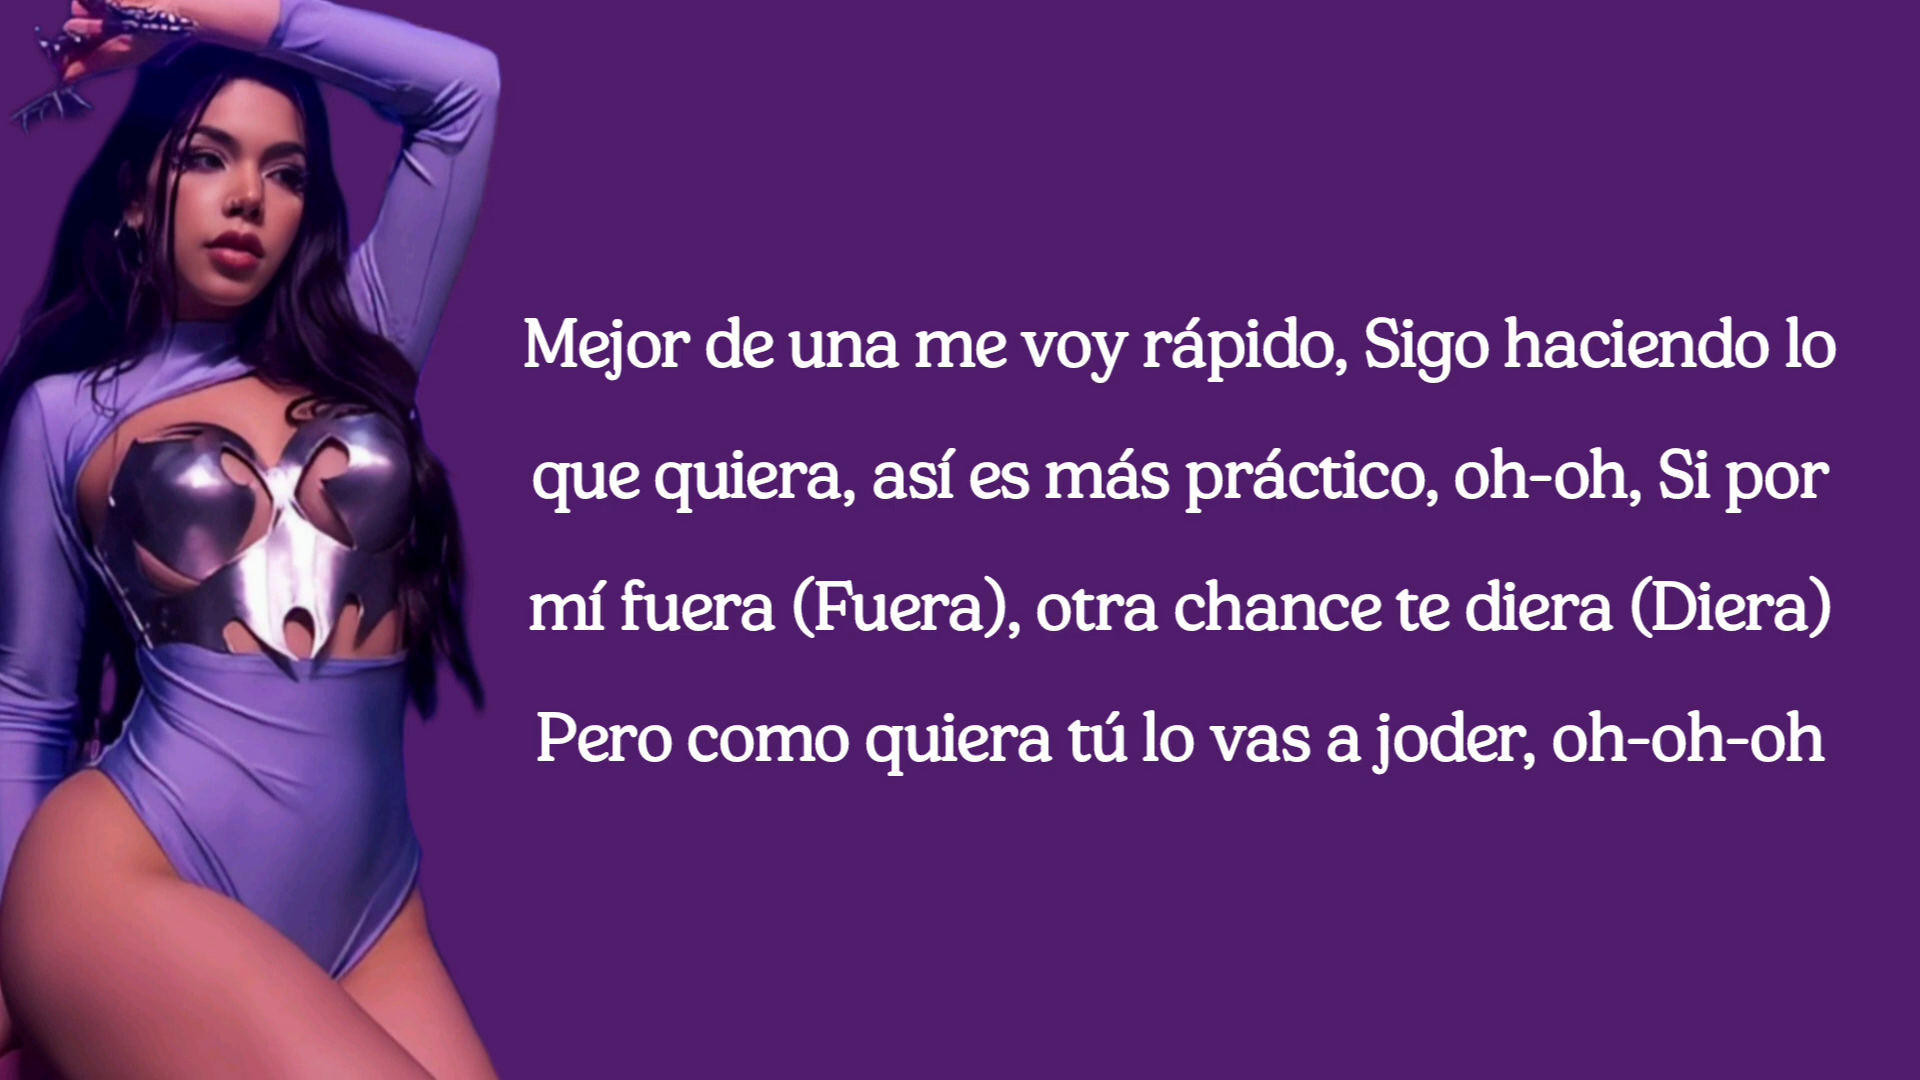 Mejor de una me voy rápido, Sigo haciendo lo
que quiera, así es más práctico, oh-oh, Si por
mí fuera (Fuera), otra chance te diera (Diera)
Pero como quiera tú lo vas a joder, oh-oh-oh